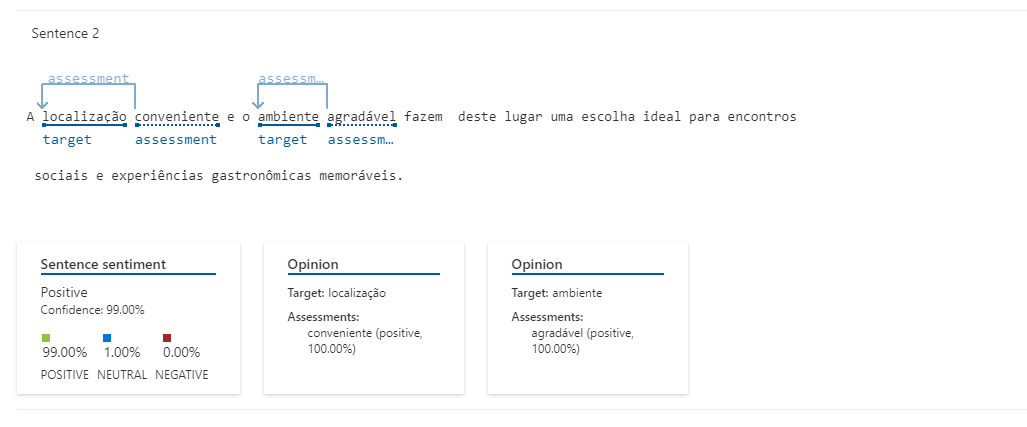 Sentence 2
assessment assessm…
A localização conveniente e o ambiente agradável fazem deste lugar uma escolha ideal para encontros
target assessment target assessm…
sociais e experiências gastronômicas memoráveis.
Sentence sentiment
Positive
Confidence: 99.00%
99.00% 1.00% 0.00%
POSITIVE NEUTRAL NEGATIVE
Opinion
Target: localização
Assessments:
conveniente (positive,
100.00%)
Opinion
Target: ambiente
Assessments:
agradável (positive,
100.00%)